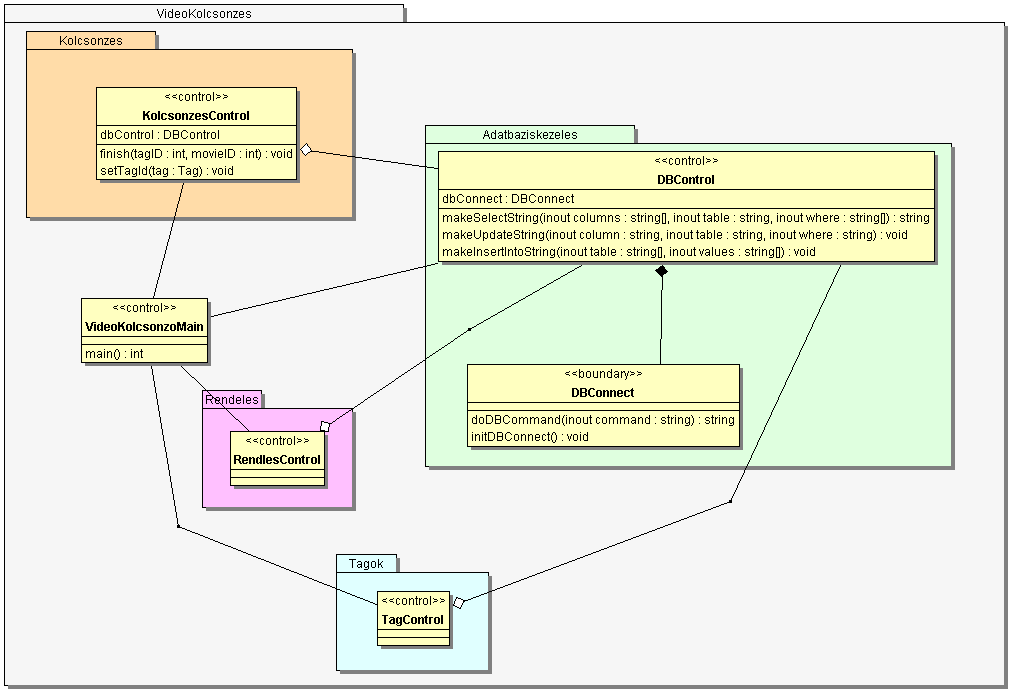 VideoKolcsonzes
Kolcsonzes
<<control>>
KolcsonzesControl
dbControl : DBControl
finish(tagID : int, movieID : int) : void
setTagId(tag : Tag) : void
Adatbaziskezeles
<<control>>
DBControl
dbConnect : DBConnect
makeSelectString(inout columns : string[], inout table : string, inout where : string[]) : string
makeUpdateString(inout column : string, inout table : string, inout where : string) : void
makeInsertIntoString(inout table : string[], inout values : string[]) : void
<<control>>
VideoKolcsonzoMain
main() : int
<<boundary>>
DBConnect
doDBCommand(inout command : string) : string
initDBConnect() : void
Rendeles
<<control>>
RendlesControl
Tagok
<<control>>
TagControl